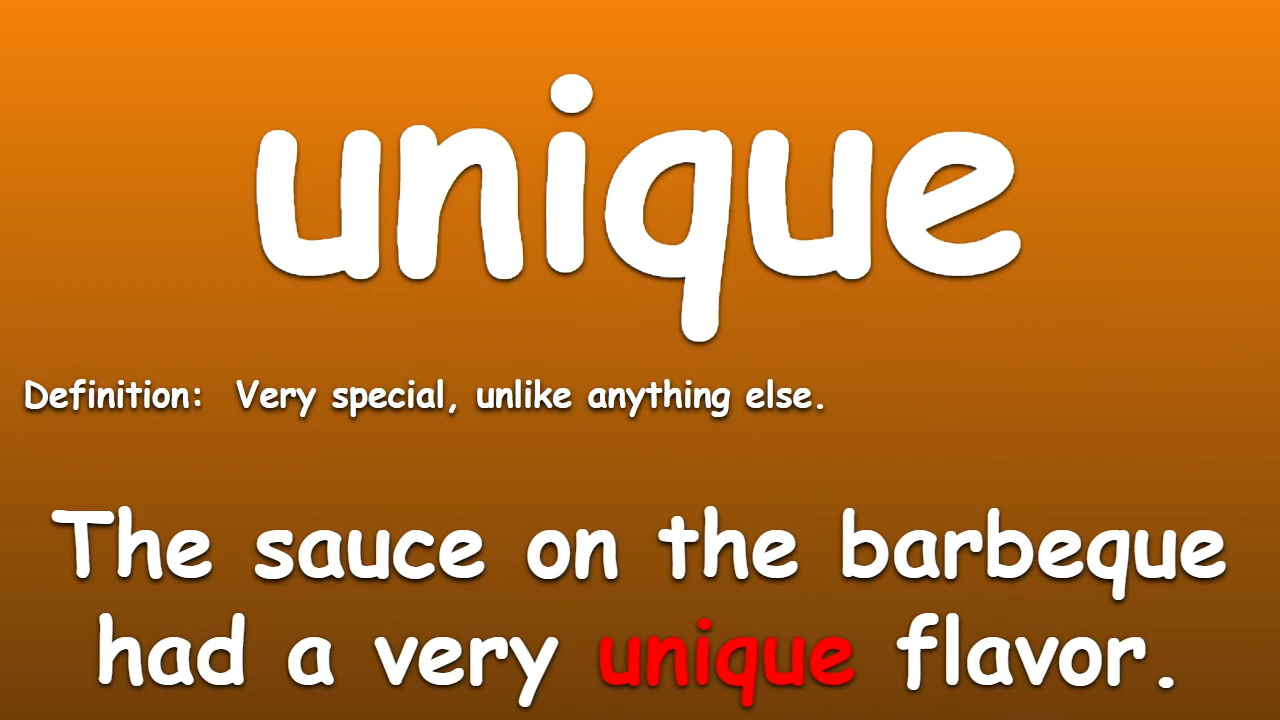 unique
Definition:  Very special, unlike anything else.
The sauce on the barbeque
had a very unique flavor.